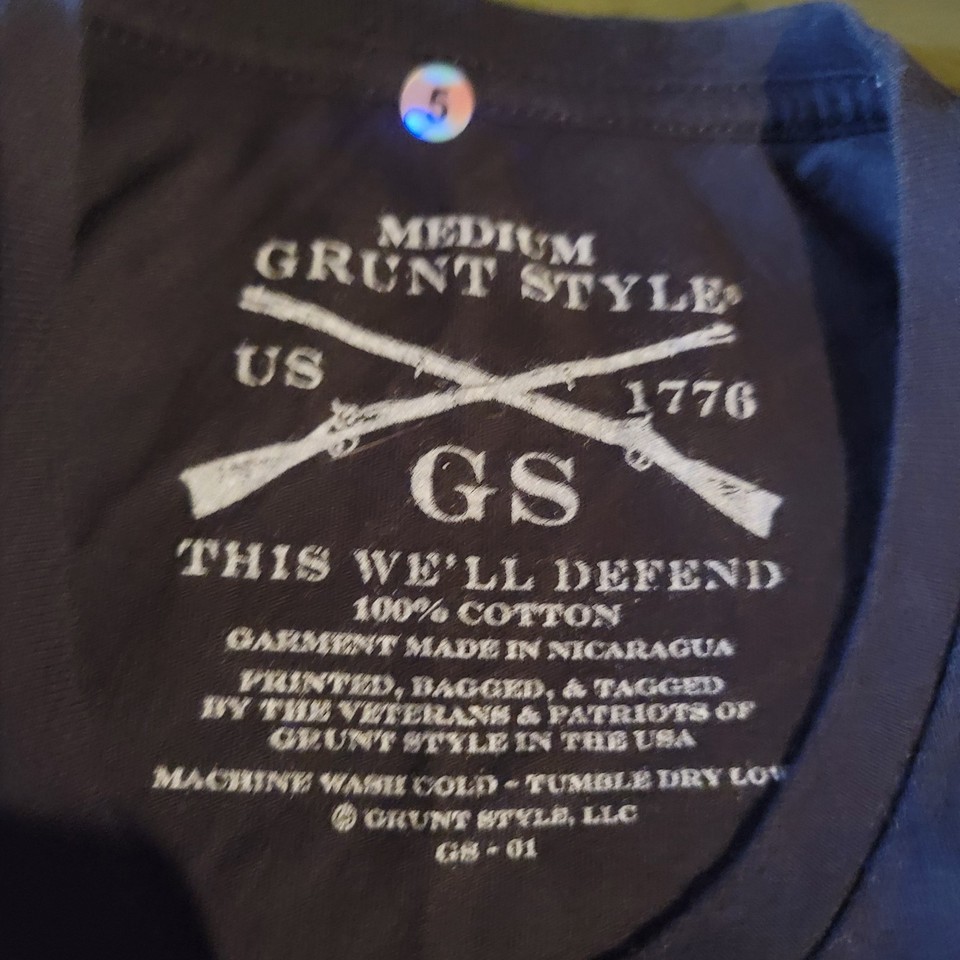 5
MEDIUM
GRUNT STYLE®
US
1776
GS
THIS WE'LL DEFEND
100% COTTON
GARMENT MADE IN NICARAGUA
PRINTED, BAGGED, & TAGGED
BY THE VETERANS & PATRIOTS OF
GRUNT STYLE IN THE USA
MACHINE WASH COLD - TUMBLE DRY LOW
© GRUNT STYLE, LLC
GS - 01